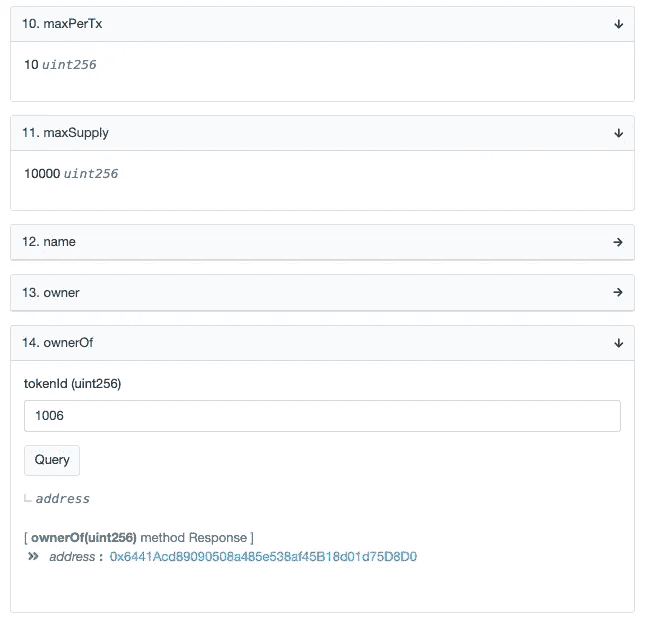 10. maxPerTx
10 uint256
11. maxSupply
10000 uint256
12. name
13. owner
14. ownerOf
tokenId (uint256)
1006
Query
address
[ ownerOf(uint256) method Response ]
address : 0x6441Acd89090508a485e538af45B18d01d75D8D0